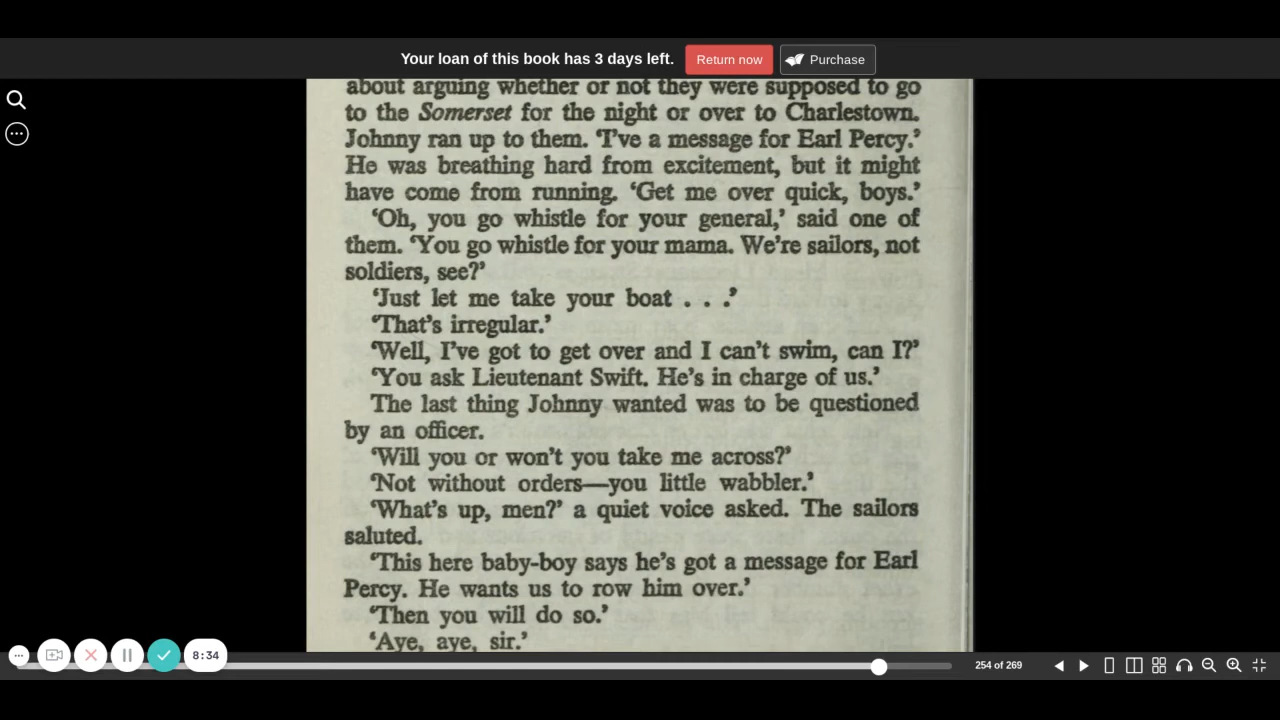 Your loan of this book has 3 days left. Return now Purchase
about arguing whether or not they were supposed to go
to the Somerset for the night or over to Charlestown.
Johnny ran up to them. 'I've a message for Earl Percy.'
He was breathing hard from excitement, but it might
have come from running. 'Get me over quick, boys.'
'Oh, you go whistle for your general,' said one of
them. 'You go whistle for your mama. We're sailors, not
soldiers, see?'
'Just let me take your boat . . .'
'That's irregular.'
'Well, I've got to get over and I can't swim, can I?'
'You ask Lieutenant Swift. He's in charge of us.'
The last thing Johnny wanted was to be questioned
by an officer.
'Will you or won't you take me across?'
'Not without orders—you little wabbler.'
'What's up, men?' a quiet voice asked. The sailors
saluted.
'This here baby-boy says he's got a message for Earl
Percy. He wants us to row him over.'
'Then you will do so.'
'Aye, aye, sir.'
8:34
254 of 269